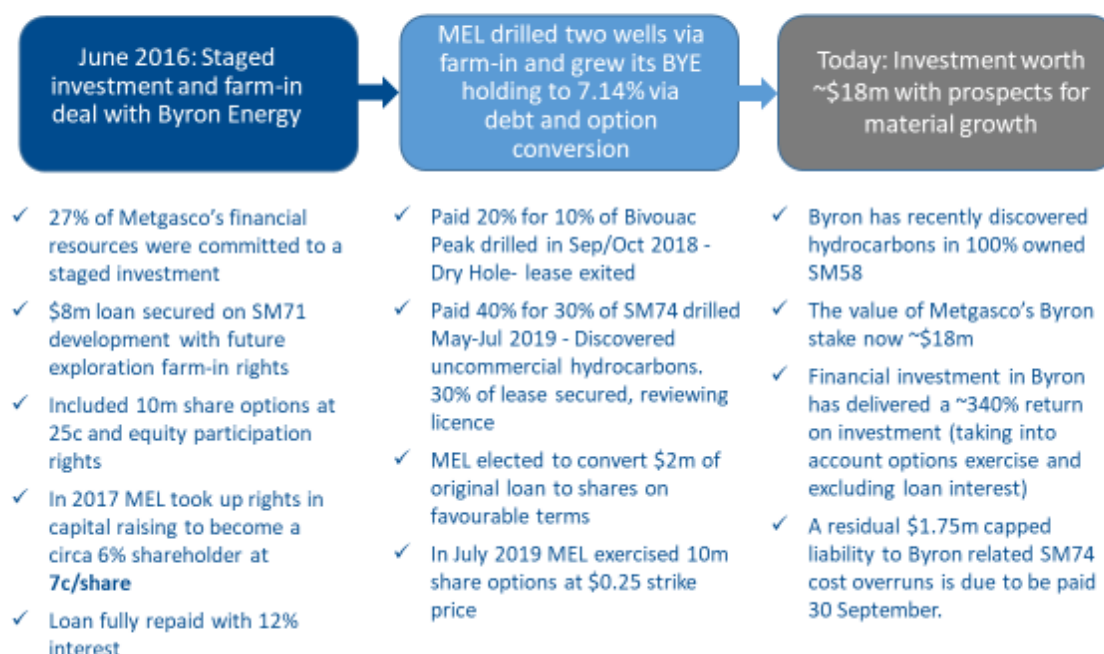 June 2016: Staged
investment and farm-in
deal with Byron Energy
MEL drilled two wells via
farm-in and grew its BYE
holding to 7.14% via
debt and option
conversion
Today: Investment worth
~$18m with prospects for
material growth
✓ 27% of Metgasco's financial
resources were committed to a
staged investment
✓ $8m loan secured on SM71
development with future
exploration farm-in rights
✓ Included 10m share options at
25c and equity participation
rights
✓ In 2017 MEL took up rights in
capital raising to become a
circa 6% shareholder at
7c/share
✓ Loan fully repaid with 12%
interest
✓ Paid 20% for 10% of Bivouac
Peak drilled in Sep/Oct 2018 -
Dry Hole- lease exited
✓ Paid 40% for 30% of SM74 drilled
May-Jul 2019 - Discovered
uncommercial hydrocarbons.
30% of lease secured, reviewing
licence
✓ MEL elected to convert $2m of
original loan to shares on
favourable terms
✓ In July 2019 MEL exercised 10m
share options at $0.25 strike
price
✓ Byron has recently discovered
hydrocarbons in 100% owned
SM58
✓ The value of Metgasco's Byron
stake now ~$18m
✓ Financial investment in Byron
has delivered a ~340% return
on investment (taking into
account options exercise and
excluding loan interest)
✓ A residual $1.75m capped
liability to Byron related SM74
cost overruns is due to be paid
30 September.